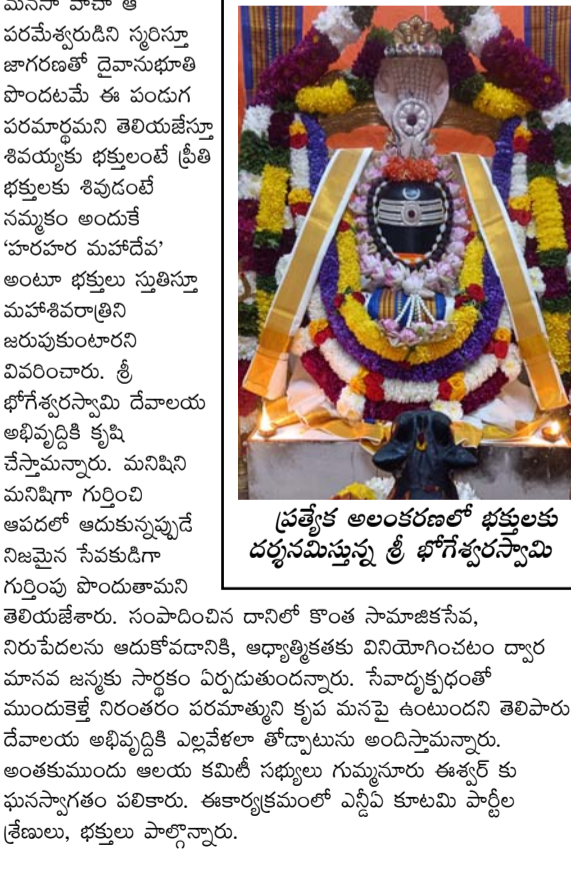 మనసా వాచా ఆ
పరమేశ్వరుడిని స్మరిస్తూ
జాగరణతో దైవానుభూతి
పొందటమే ఈ పండుగ
పరమార్థమని తెలియజేస్తూ
శివయ్యకు భక్తులంటే ప్రీతి
భక్తులకు శివుడంటే
నమ్మకం అందుకే
‘హరహర మహాదేవ’
అంటూ భక్తులు స్తుతిస్తూ
మహాశివరాత్రిని
జరుపుకుంటారని
వివరించారు. శ్రీ
భోగేశ్వరస్వామి దేవాలయ
అభివృద్దికి కృషి
చేస్తామన్నారు. మనిషిని
మనిషిగా గుర్తించి
ఆపదలో ఆదుకున్నప్పుడే
నిజమైన సేవకుడిగా
గుర్తింపు పొందుతామని
తెలియజేశారు. సంపాదించిన దానిలో కొంత సామాజికసేవ,
నిరుపేదలను ఆదుకోవడానికి, ఆధ్యాత్మికతకు వినియోగించటం ద్వార
మానవ జన్మకు సార్థకం ఏర్పడుతుందన్నారు. సేవాదృక్పధంతో
ముందుకెళ్తే నిరంతరం పరమాత్ముని కృప మనపై ఉంటుందని తెలిపారు
దేవాలయ అభివృద్దికి ఎల్లవేళలా తోడ్పాటును అందిస్తామన్నారు.
అంతకుముందు ఆలయ కమిటీ సభ్యులు గుమ్మనూరు ఈశ్వర్ కు
ఘనస్వాగతం పలికారు. ఈకార్యక్రమంలో ఎన్డీఏ కూటమి పార్టీల
శ్రేణులు, భక్తులు పాల్గొన్నారు.
ప్రత్యేక అలంకరణలో భక్తులకు
దర్శనమిస్తున్న శ్రీ భోగేశ్వరస్వామి